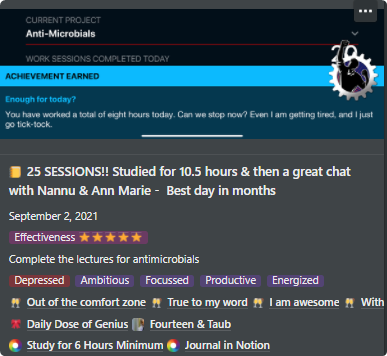 CURRENT PROJECT
Anti-Microbials
WORK SESSIONS COMPLETED TODAY
ACHIEVEMENT EARNED
Enough for today?
You have worked a total of eight hours today. Can we stop now? Even I am getting tired, and I just
go tick-tock.
25 SESSIONS!! Studied for 10.5 hours & then a great chat
with Nannu & Ann Marie - Best day in months
September 2, 2021
Effectiveness ⭐⭐⭐⭐⭐
Complete the lectures for antimicrobials
Depressed Ambitious Focussed Productive Energized
Out of the comfort zone True to my word I am awesome With
Daily Dose of Genius Fourteen & Taub
Study for 6 Hours Minimum Journal in Notion